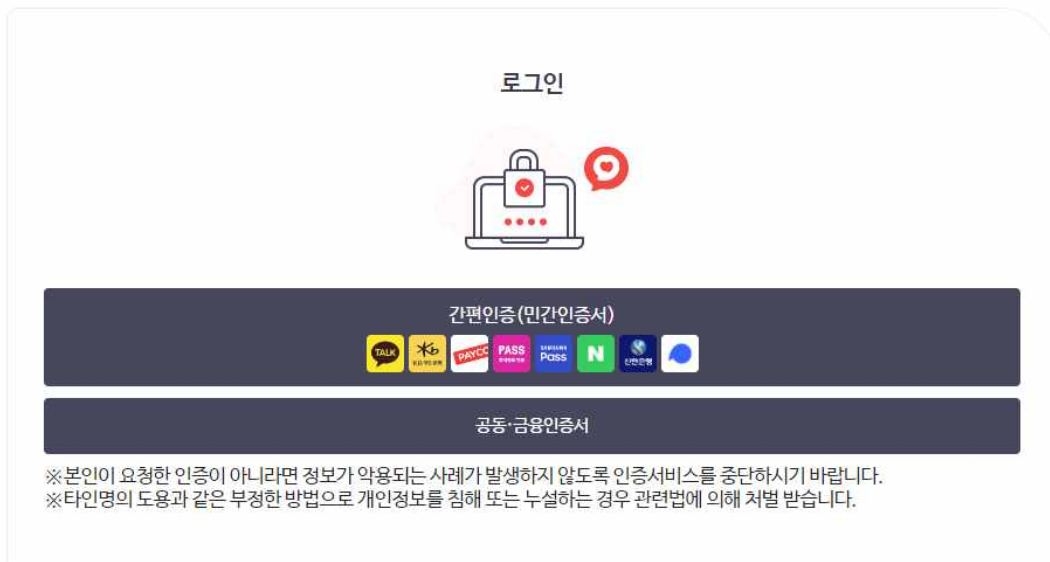 로그인
간편인증(민간인증서)
TALK
PAYCO
PASS
SAMSUNG
Pass
N
신한은행
공동·금융인증서
※본인이 요청한 인증이 아니라면 정보가 악용되는 사례가 발생하지 않도록 인증서비스를 중단하시기 바랍니다.
※타인명의 도용과 같은 부정한 방법으로 개인정보를 침해 또는 누설하는 경우 관련법에 의해 처벌 받습니다.